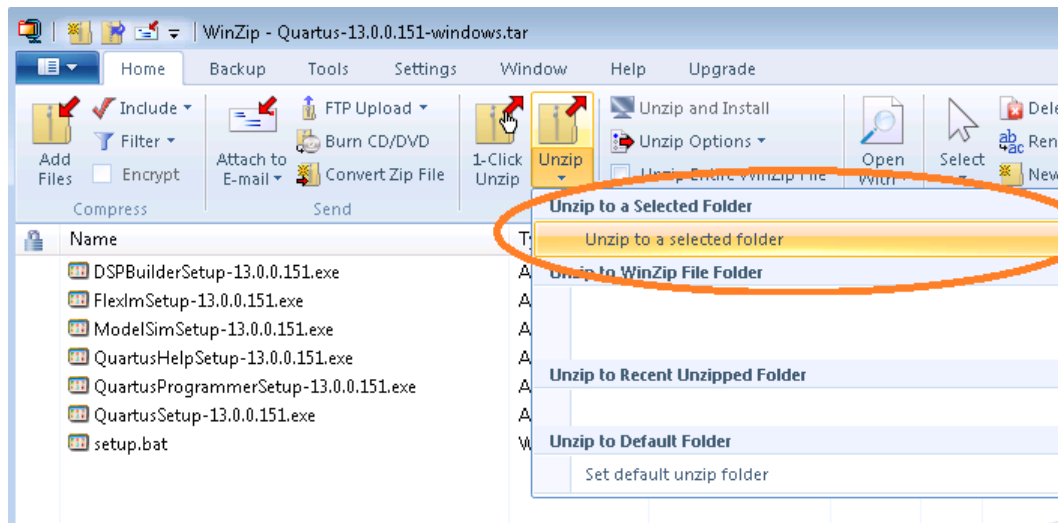 WinZip - Quartus-13.0.0.151-windows.tar
Home Backup Tools Settings Window Help Upgrade
Add Files
Include
Filter
Encrypt
Compress
Attach to E-mail
FTP Upload
Burn CD/DVD
Convert Zip File
Send
1-Click Unzip
Unzip
Unzip and Install
Unzip Options
Unzip Entire WinZip File
Open With
Select
New
Unzip to a Selected Folder
Unzip to a selected folder
Unzip to WinZip File Folder
Unzip to Recent Unzipped Folder
Unzip to Default Folder
Set default unzip folder
Name
DSPBuilderSetup-13.0.0.151.exe
FlexlmSetup-13.0.0.151.exe
ModelSimSetup-13.0.0.151.exe
QuartusHelpSetup-13.0.0.151.exe
QuartusProgrammerSetup-13.0.0.151.exe
QuartusSetup-13.0.0.151.exe
setup.bat